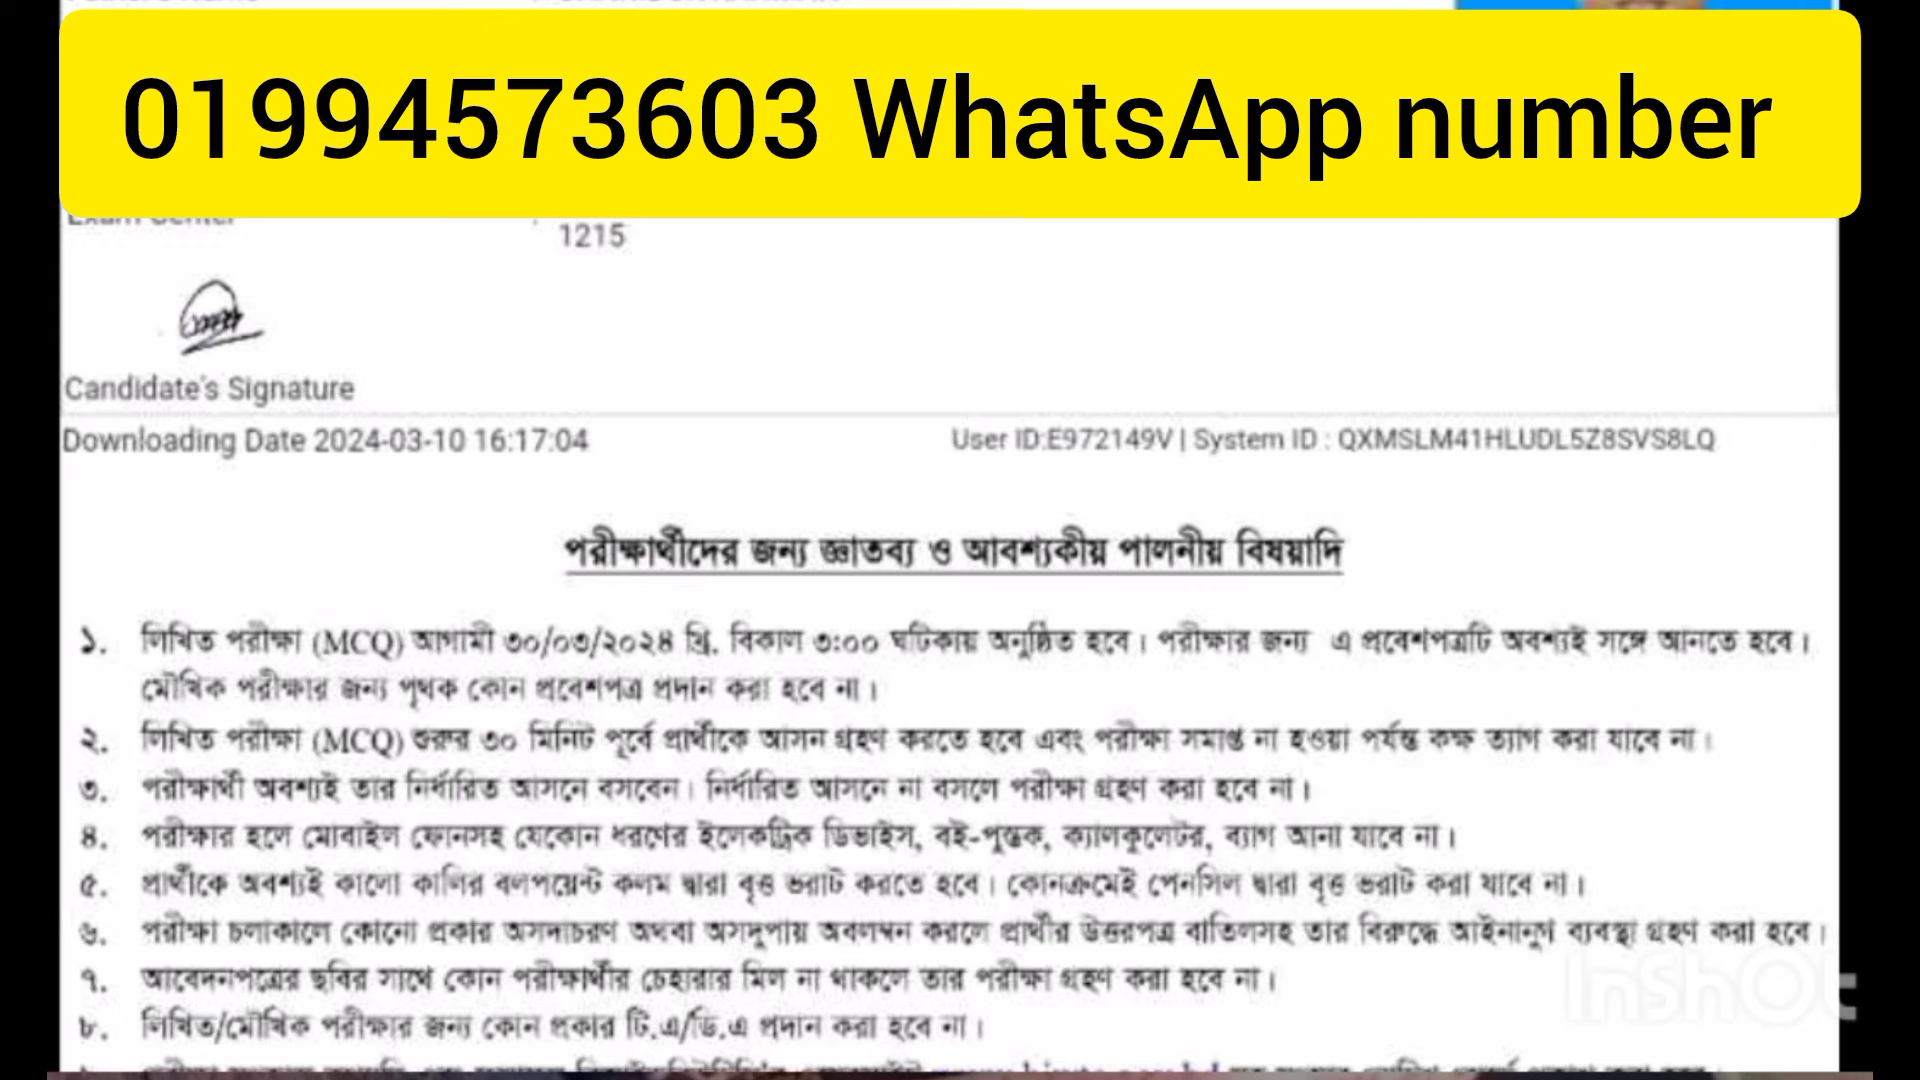 01994573603 WhatsApp number
Exam Center :
1215
Candidate's Signature
Downloading Date 2024-03-10 16:17:04
User ID:E972149V | System ID : QXMSLM41HLUDL5Z8SVS8LQ
পরীক্ষার্থীদের জন্য জ্ঞাতব্য ও আবশ্যকীয় পালনীয় বিষয়াদি
১. লিখিত পরীক্ষা (MCQ) আগামী ৩০/০৩/২০২৪ খ্রি. বিকাল ৩:০০ ঘটিকায় অনুষ্ঠিত হবে। পরীক্ষার জন্য এ প্রবেশপত্রটি অবশ্যই সঙ্গে আনতে হবে।
মৌখিক পরীক্ষার জন্য পৃথক কোন প্রবেশপত্র প্রদান করা হবে না।
২. লিখিত পরীক্ষা (MCQ) শুরুর ৩০ মিনিট পূর্বে প্রার্থীকে আসন গ্রহণ করতে হবে এবং পরীক্ষা সমাপ্ত না হওয়া পর্যন্ত কক্ষ ত্যাগ করা যাবে না।
৩. পরীক্ষার্থী অবশ্যই তার নির্ধারিত আসনে বসবেন। নির্ধারিত আসনে না বসলে পরীক্ষা গ্রহণ করা হবে না।
৪. পরীক্ষার হলে মোবাইল ফোনসহ যেকোন ধরণের ইলেকট্রিক ডিভাইস, বই-পুস্তক, ক্যালকুলেটর, ব্যাগ আনা যাবে না।
৫. প্রার্থীকে অবশ্যই কালো কালির বলপয়েন্ট কলম দ্বারা বৃত্ত ভরাট করতে হবে। কোনক্রমেই পেনসিল দ্বারা বৃত্ত ভরাট করা যাবে না।
৬. পরীক্ষা চলাকালে কোনো প্রকার অসদাচরণ অথবা অসদুপায় অবলম্বন করলে প্রার্থীর উত্তরপত্র বাতিলসহ তার বিরুদ্ধে আইনানুগ ব্যবস্থা গ্রহণ করা হবে।
৭. আবেদনপত্রের ছবির সাথে কোন পরীক্ষার্থীর চেহারার মিল না থাকলে তার পরীক্ষা গ্রহণ করা হবে না।
৮. লিখিত/মৌখিক পরীক্ষার জন্য কোন প্রকার টি.এ/ডি.এ প্রদান করা হবে না।
InShOt